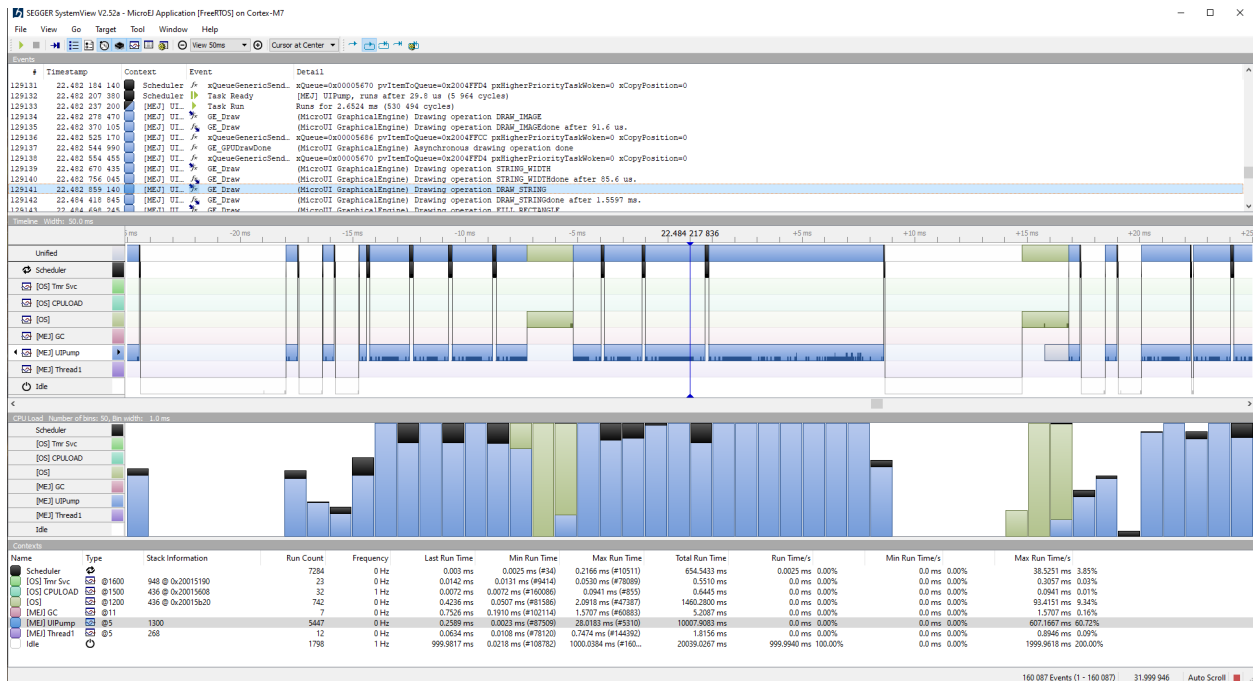 SEGGER SystemView V2.52a - MicroEJ Application [FreeRTOS] on Cortex-M7
File View Go Target Tool Window Help
View 50ms Cursor at Center
Events
# Timestamp Context Event Detail
129131 22.482 184 140 Scheduler fx xQueueGenericSend… xQueue=0x00005670 pvItemToQueue=0x2004FFD4 pxHigherPriorityTaskWoken=0 xCopyPosition=0
129132 22.482 207 380 Scheduler Task Ready [MEJ] UIPump, runs after 29.8 us (5 964 cycles)
129133 22.482 237 200 [MEJ] UI… Task Run Runs for 2.6524 ms (530 494 cycles)
129134 22.482 278 470 [MEJ] UI… GE_Draw (MicroUI GraphicalEngine) Drawing operation DRAW_IMAGE
129135 22.482 370 105 [MEJ] UI… GE_Draw (MicroUI GraphicalEngine) Drawing operation DRAW_IMAGEdone after 91.6 us.
129136 22.482 525 170 [MEJ] UI… fx xQueueGenericSend… xQueue=0x00005686 pvItemToQueue=0x2004FFCC pxHigherPriorityTaskWoken=0 xCopyPosition=0
129137 22.482 544 990 [MEJ] UI… fx GE_GPUDrawDone (MicroUI GraphicalEngine) Asynchronous drawing operation done
129138 22.482 554 455 [MEJ] UI… fx xQueueGenericSend… xQueue=0x00005670 pvItemToQueue=0x2004FFD4 pxHigherPriorityTaskWoken=0 xCopyPosition=0
129139 22.482 670 435 [MEJ] UI… GE_Draw (MicroUI GraphicalEngine) Drawing operation STRING_WIDTH
129140 22.482 756 045 [MEJ] UI… GE_Draw (MicroUI GraphicalEngine) Drawing operation STRING_WIDTHdone after 85.6 us.
129141 22.482 859 140 [MEJ] UI… GE_Draw (MicroUI GraphicalEngine) Drawing operation DRAW_STRING
129142 22.484 418 845 [MEJ] UI… GE_Draw (MicroUI GraphicalEngine) Drawing operation DRAW_STRINGdone after 1.5597 ms.
129143 22.484 698 245 [MEJ] UI… GE_Draw (MicroUI GraphicalEngine) Drawing operation FILL_RECTANGLE
Timeline Width: 50.0 ms
-20 ms -15 ms -10 ms -5 ms 22.484 217 836 +5 ms +10 ms +15 ms +20 ms +25
Unified
Scheduler
[OS] Tmr Svc
[OS] CPULOAD
[OS]
[MEJ] GC
[MEJ] UIPump
[MEJ] Thread1
Idle
CPU Load Number of bins: 50, Bin width: 1.0 ms
Scheduler
[OS] Tmr Svc
[OS] CPULOAD
[OS]
[MEJ] GC
[MEJ] UIPump
[MEJ] Thread1
Idle
Contexts
Name Type Stack Information Run Count Frequency Last Run Time Min Run Time Max Run Time Total Run Time Run Time/s Min Run Time/s Max Run Time/s
Scheduler 7284 0 Hz 0.003 ms 0.0025 ms (#34) 0.2166 ms (#10511) 654.5433 ms 0.0025 ms 0.00% 0.0 ms 0.00% 38.5251 ms 3.85%
[OS] Tmr Svc @1600 948 @ 0x20015190 23 0 Hz 0.0142 ms 0.0131 ms (#9414) 0.0530 ms (#78089) 0.5510 ms 0.0 ms 0.00% 0.0 ms 0.00% 0.3057 ms 0.03%
[OS] CPULOAD @1500 436 @ 0x20015608 32 1 Hz 0.0072 ms 0.0072 ms (#160086) 0.0941 ms (#855) 0.6445 ms 0.0 ms 0.00% 0.0 ms 0.00% 0.0941 ms 0.01%
[OS] @1200 436 @ 0x20015b20 742 0 Hz 0.4236 ms 0.0507 ms (#81586) 2.0918 ms (#47387) 1460.2800 ms 0.0 ms 0.00% 0.0 ms 0.00% 93.4151 ms 9.34%
[MEJ] GC @11 7 0 Hz 0.7526 ms 0.1910 ms (#102114) 1.5707 ms (#60883) 5.2087 ms 0.0 ms 0.00% 0.0 ms 0.00% 1.5707 ms 0.16%
[MEJ] UIPump @5 1300 5447 0 Hz 0.2589 ms 0.0023 ms (#87509) 28.0183 ms (#5310) 10007.9083 ms 0.0 ms 0.00% 0.0 ms 0.00% 607.1667 ms 60.72%
[MEJ] Thread1 @5 268 12 0 Hz 0.0634 ms 0.0108 ms (#78120) 0.7474 ms (#144392) 1.8156 ms 0.0 ms 0.00% 0.0 ms 0.00% 0.8946 ms 0.09%
Idle 1798 1 Hz 999.9817 ms 0.0218 ms (#108782) 1000.0384 ms (#160… 20039.0267 ms 999.9940 ms 100.00% 0.0 ms 0.00% 1999.9618 ms 200.00%
160 087 Events (1 - 160 087) 31.999 946 Auto Scroll